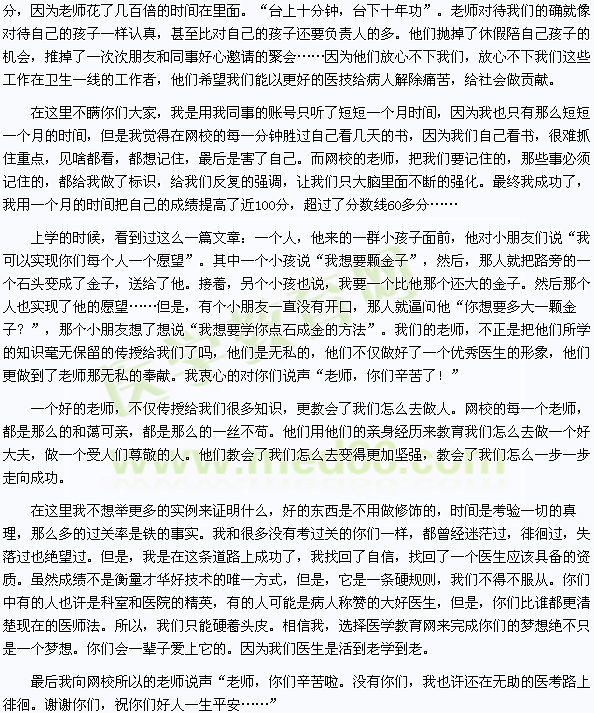 分，因为老师花了几百倍的时间在里面。“台上十分钟，台下十年功”。老师对待我们的确就像
对待自己的孩子一样认真，甚至比对自己的孩子还要负责人的多。他们抛掉了休假陪自己孩子的
机会，推掉了一次次朋友和同事好心邀请的聚会……因为他们放心不下我们，放心不下我们这些
工作在卫生一线的工作者，他们希望我们能以更好的医技给病人解除痛苦，给社会做贡献。
在这里不瞒你们大家，我是用我同事的账号只听了短短一个月时间，因为我也只有那么短短
一个月的时间，但是我觉得在网校的每一分钟胜过自己看几天的书，因为我们自己看书，很难抓
住重点，见啥都看，都想记住，最后是害了自己。而网校的老师，把我们要记住的，那些事必须
记住的，都给我做了标识，给我们反复的强调，让我们只大脑里面不断的强化。最终我成功了，
我用一个月的时间把自己的成绩提高了近100分，超过了分数线60多分……
上学的时候，看到过这么一篇文章：一个人，他来的一群小孩子面前，他对小朋友们说“我
可以实现你们每个人一个愿望”。其中一个小孩说“我想要颗金子”，然后，那人就把路旁的一
个石头变成了金子，送给了他。接着，另个小孩也说，我要一个比他那个还大的金子。然后那个
人也实现了他的愿望……但是，有个小朋友一直没有开口，那人就逼问他“你想要多大一颗金
子？”，那个小朋友想了想说“我想要学你点石成金的方法”。我们的老师，不正是把他们所学
的知识毫无保留的传授给我们了吗，他们是无私的，他们不仅做好了一个优秀医生的形象，他们
更做到了老师那无私的奉献。我衷心的对你们说声“老师，你们辛苦了！”
一个好的老师，不仅传授给我们很多知识，更教会了我们怎么去做人。网校的每一个老师，
都是那么的和蔼可亲，都是那么的一丝不苟。他们用他们的亲身经历来教育我们怎么去做一个好
大夫，做一个受人们尊敬的人。他们教会了我们怎么去变得更加坚强，教会了我们怎么一步一步
走向成功。
在这里我不想举更多的实例来证明什么，好的东西是不用做修饰的，时间是考验一切的真
理，那么多的过关率是铁的事实。我和很多没有考过关的你们一样，都曾经迷茫过，徘徊过，失
落过也绝望过。但是，我是在这条道路上成功了，我找回了自信，找回了一个医生应该具备的资
质。虽然成绩不是衡量才华好技术的唯一方式，但是，它是一条硬规则，我们不得不服从。你们
中有的人也许是科室和医院的精英，有的人可能是病人称赞的大好医生，但是，你们比谁都更清
楚现在的医师法。所以，我们只能硬着头皮。相信我，选择医学教育网来完成你们的梦想绝不只
是一个梦想。你们会一辈子爱上它的。因为我们医生是活到老学到老。
最后我向网校所以的老师说声“老师，你们辛苦啦。没有你们，我也许还在无助的医考路上
徘徊。谢谢你们，祝你们好人一生平安……”
医学教育网
www.med66.com